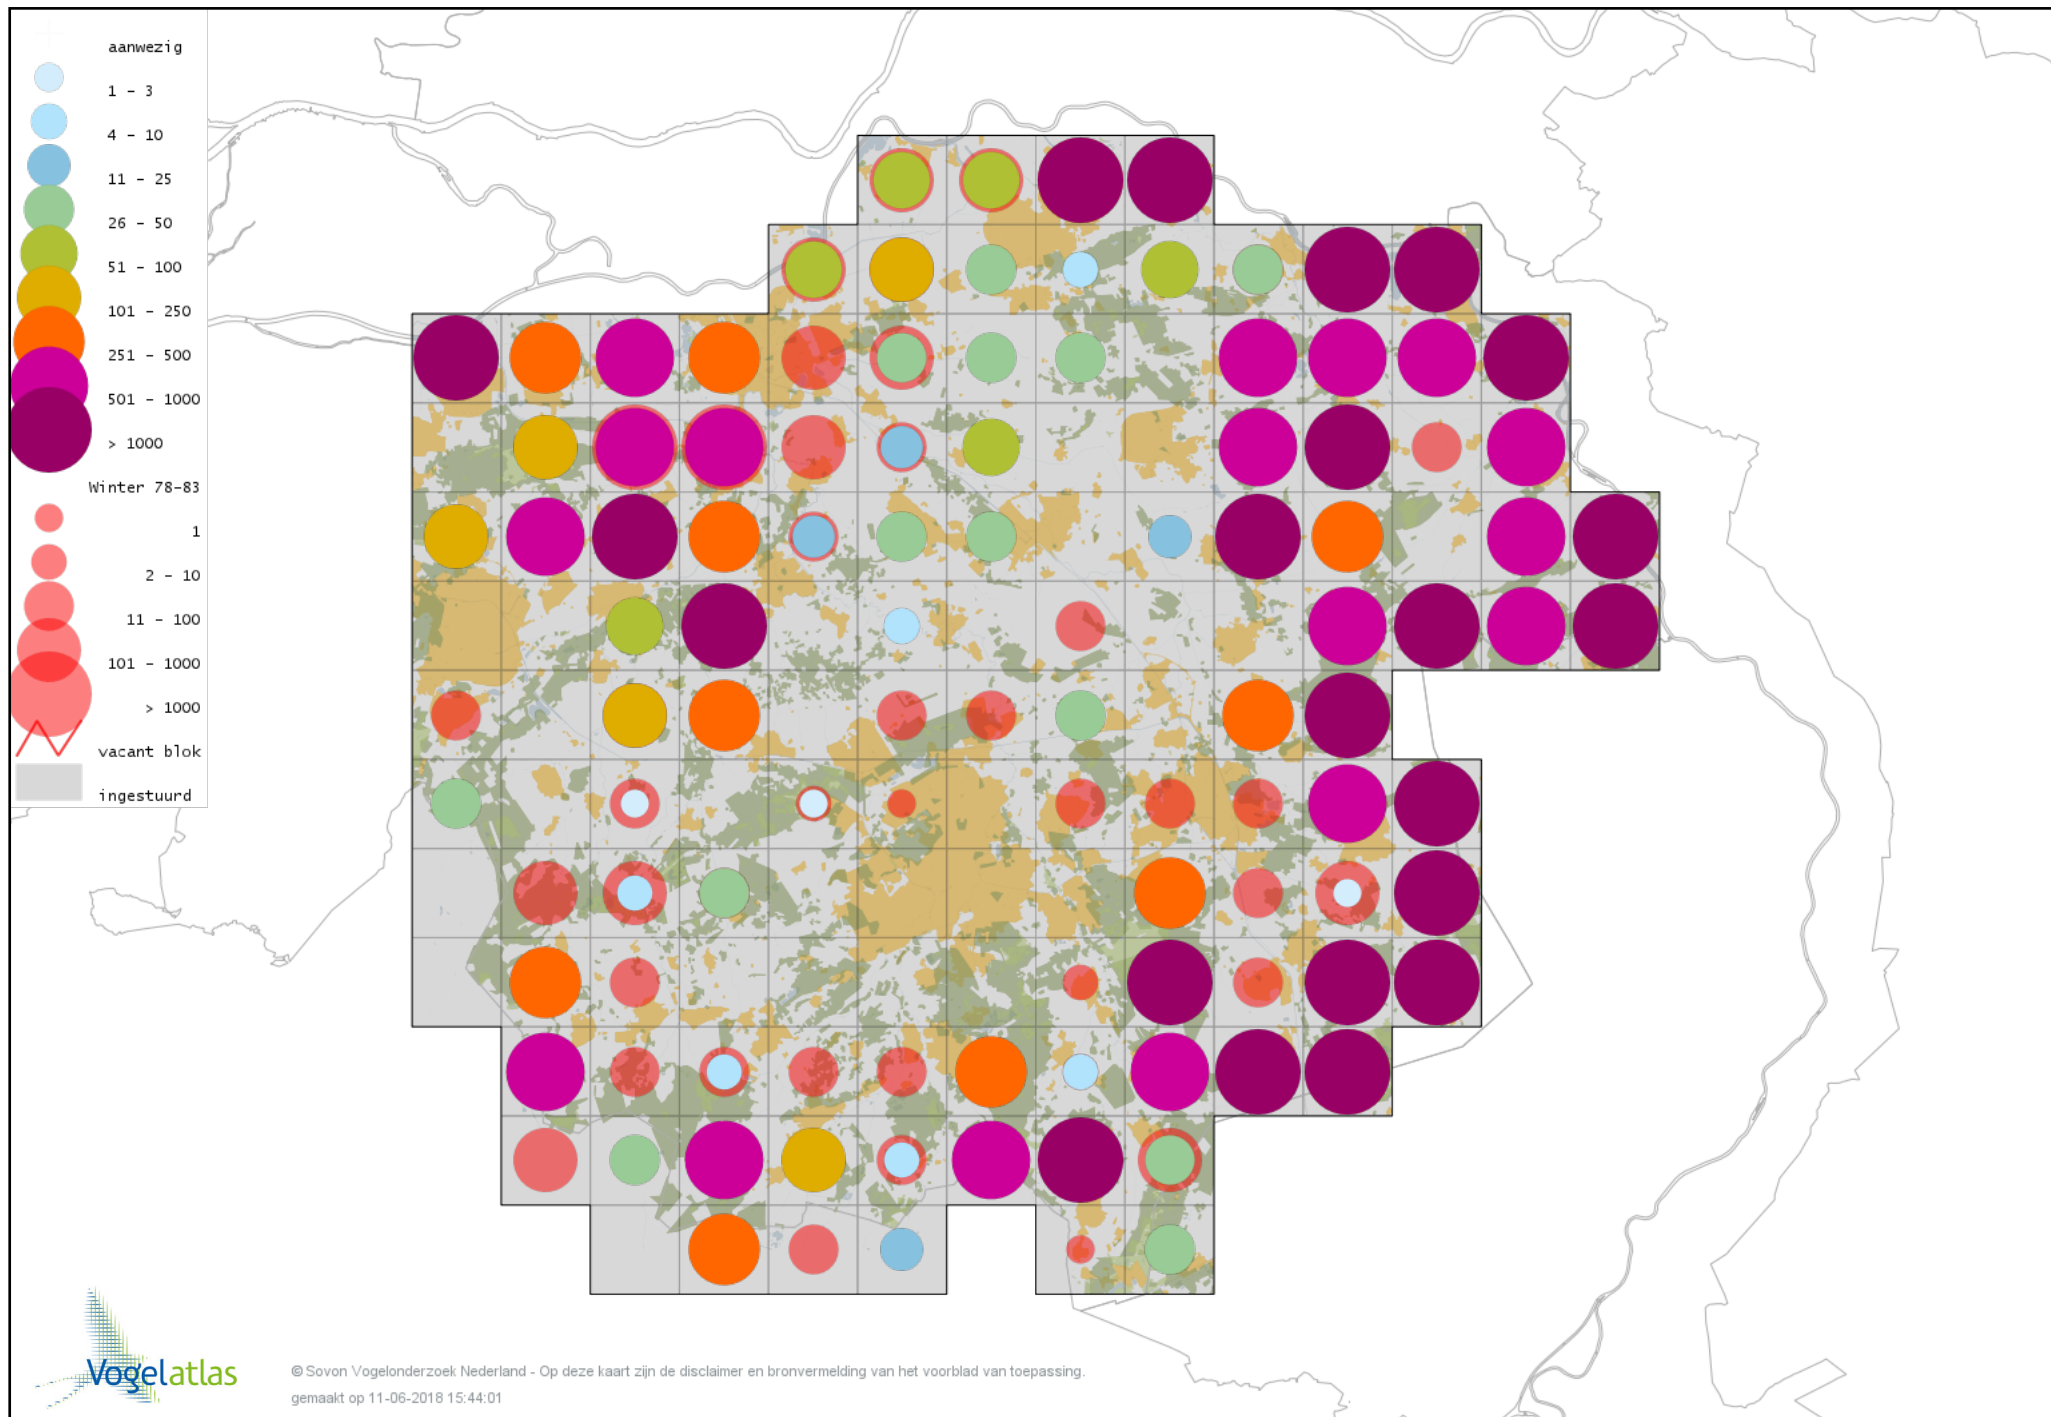 aanwezig
1 - 3
4 - 10
11 - 25
26 - 50
51 - 100
101 - 250
251 - 500
501 - 1000
> 1000
Winter 78-83
1
2 - 10
11 - 100
101 - 1000
> 1000
vacant blok
ingestuurd
Vogelatlas
© Sovon Vogelonderzoek Nederland - Op deze kaart zijn de disclaimer en bronvermelding van het voorblad van toepassing.
gemaakt op 11-06-2018 15:44:01